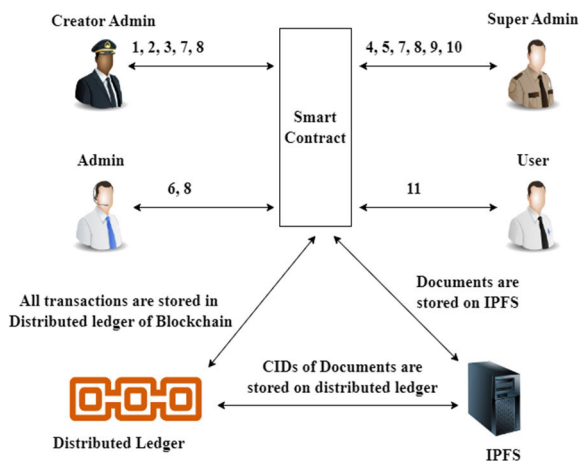 Creator Admin
1, 2, 3, 7, 8
4, 5, 7, 8, 9, 10
Super Admin
Smart
Contract
Admin
6, 8
11
User
All transactions are stored in
Distributed ledger of Blockchain
Documents are
stored on IPFS
CIDs of Documents are
stored on distributed ledger
Distributed Ledger
IPFS